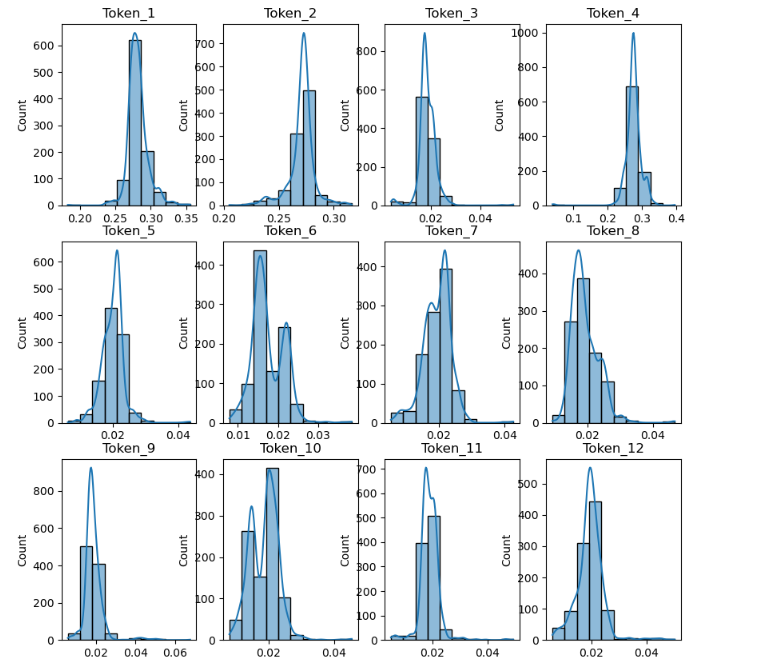 Token_1 Token_2 Token_3 Token_4
Count Count Count Count
600 500 400 300 200 100 0
700 600 500 400 300 200 100 0
800 600 400 200 0
1000 800 600 400 200 0
0.20 0.25 0.30 0.35 0.20 0.25 0.30 0.02 0.04 0.1 0.2 0.3 0.4
Token_5 Token_6 Token_7 Token_8
Count Count Count Count
600 500 400 300 200 100 0
400 300 200 100 0
400 300 200 100 0
400 300 200 100 0
0.02 0.04 0.01 0.02 0.03 0.02 0.04 0.02 0.04
Token_9 Token_10 Token_11 Token_12
Count Count Count Count
800 600 400 200 0
400 300 200 100 0
700 600 500 400 300 200 100 0
500 400 300 200 100 0
0.02 0.04 0.06 0.02 0.04 0.02 0.04 0.02 0.04